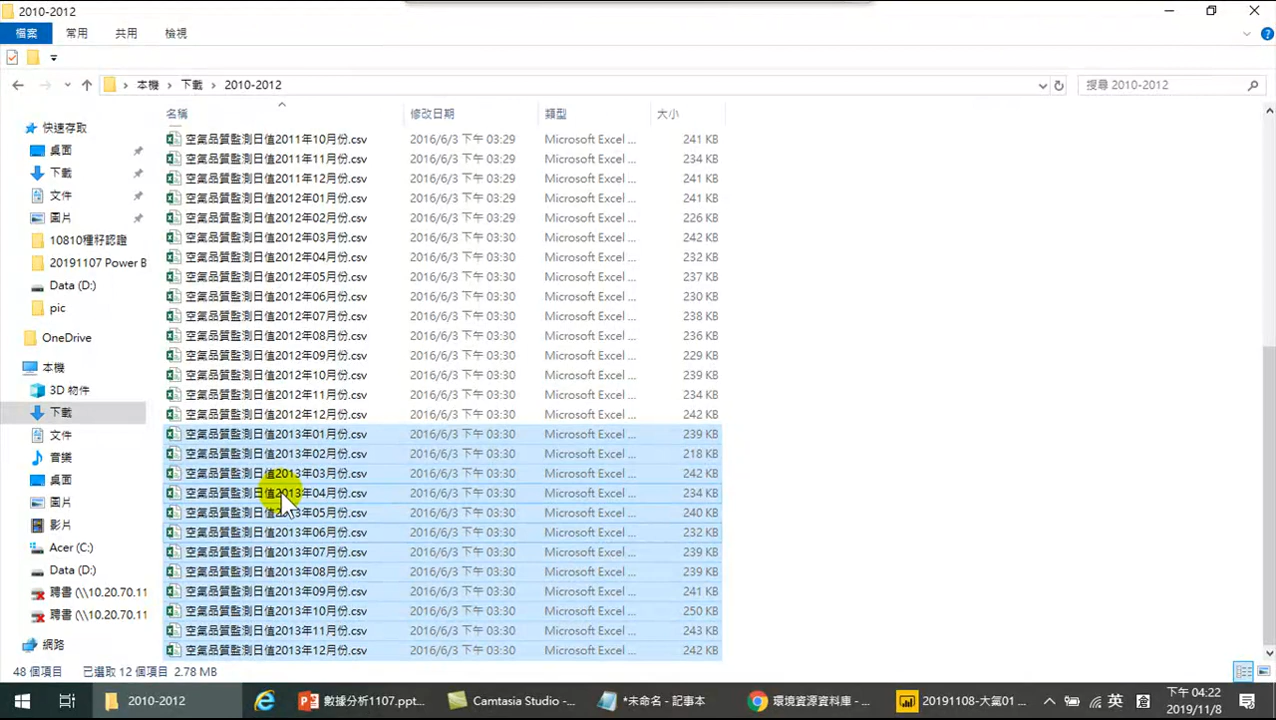 2010-2012
檔案 常用 共用 檢視
本機 › 下載 › 2010-2012 搜尋 2010-2012
名稱 修改日期 類型 大小
空氣品質監測日值2011年10月份.csv 2016/6/3 下午 03:29 Microsoft Excel ... 241 KB
空氣品質監測日值2011年11月份.csv 2016/6/3 下午 03:29 Microsoft Excel ... 234 KB
空氣品質監測日值2011年12月份.csv 2016/6/3 下午 03:29 Microsoft Excel ... 241 KB
空氣品質監測日值2012年01月份.csv 2016/6/3 下午 03:29 Microsoft Excel ... 241 KB
空氣品質監測日值2012年02月份.csv 2016/6/3 下午 03:29 Microsoft Excel ... 226 KB
空氣品質監測日值2012年03月份.csv 2016/6/3 下午 03:30 Microsoft Excel ... 242 KB
空氣品質監測日值2012年04月份.csv 2016/6/3 下午 03:30 Microsoft Excel ... 232 KB
空氣品質監測日值2012年05月份.csv 2016/6/3 下午 03:30 Microsoft Excel ... 237 KB
空氣品質監測日值2012年06月份.csv 2016/6/3 下午 03:30 Microsoft Excel ... 230 KB
空氣品質監測日值2012年07月份.csv 2016/6/3 下午 03:30 Microsoft Excel ... 238 KB
空氣品質監測日值2012年08月份.csv 2016/6/3 下午 03:30 Microsoft Excel ... 236 KB
空氣品質監測日值2012年09月份.csv 2016/6/3 下午 03:30 Microsoft Excel ... 229 KB
空氣品質監測日值2012年10月份.csv 2016/6/3 下午 03:30 Microsoft Excel ... 239 KB
空氣品質監測日值2012年11月份.csv 2016/6/3 下午 03:30 Microsoft Excel ... 234 KB
空氣品質監測日值2012年12月份.csv 2016/6/3 下午 03:30 Microsoft Excel ... 242 KB
空氣品質監測日值2013年01月份.csv 2016/6/3 下午 03:30 Microsoft Excel ... 239 KB
空氣品質監測日值2013年02月份.csv 2016/6/3 下午 03:30 Microsoft Excel ... 218 KB
空氣品質監測日值2013年03月份.csv 2016/6/3 下午 03:30 Microsoft Excel ... 242 KB
空氣品質監測日值2013年04月份.csv 2016/6/3 下午 03:30 Microsoft Excel ... 234 KB
空氣品質監測日值2013年05月份.csv 2016/6/3 下午 03:30 Microsoft Excel ... 240 KB
空氣品質監測日值2013年06月份.csv 2016/6/3 下午 03:30 Microsoft Excel ... 232 KB
空氣品質監測日值2013年07月份.csv 2016/6/3 下午 03:30 Microsoft Excel ... 239 KB
空氣品質監測日值2013年08月份.csv 2016/6/3 下午 03:30 Microsoft Excel ... 239 KB
空氣品質監測日值2013年09月份.csv 2016/6/3 下午 03:30 Microsoft Excel ... 241 KB
空氣品質監測日值2013年10月份.csv 2016/6/3 下午 03:30 Microsoft Excel ... 250 KB
空氣品質監測日值2013年11月份.csv 2016/6/3 下午 03:30 Microsoft Excel ... 243 KB
空氣品質監測日值2013年12月份.csv 2016/6/3 下午 03:30 Microsoft Excel ... 242 KB
快速存取
桌面
下載
文件
圖片
10810種籽認證
20191107 Power B
Data (D:)
pic
OneDrive
本機
3D 物件
下載
文件
音樂
桌面
圖片
影片
Acer (C:)
Data (D:)
聘書 (\\10.20.70.11
聘書 (\\10.20.70.11
網路
48 個項目 已選取 12 個項目 2.78 MB
2010-2012 數據分析1107.ppt... Camtasia Studio -... *未命名 - 記事本 環境資源資料庫 -... 20191108-大氣01 英 下午 04:22
2019/11/8